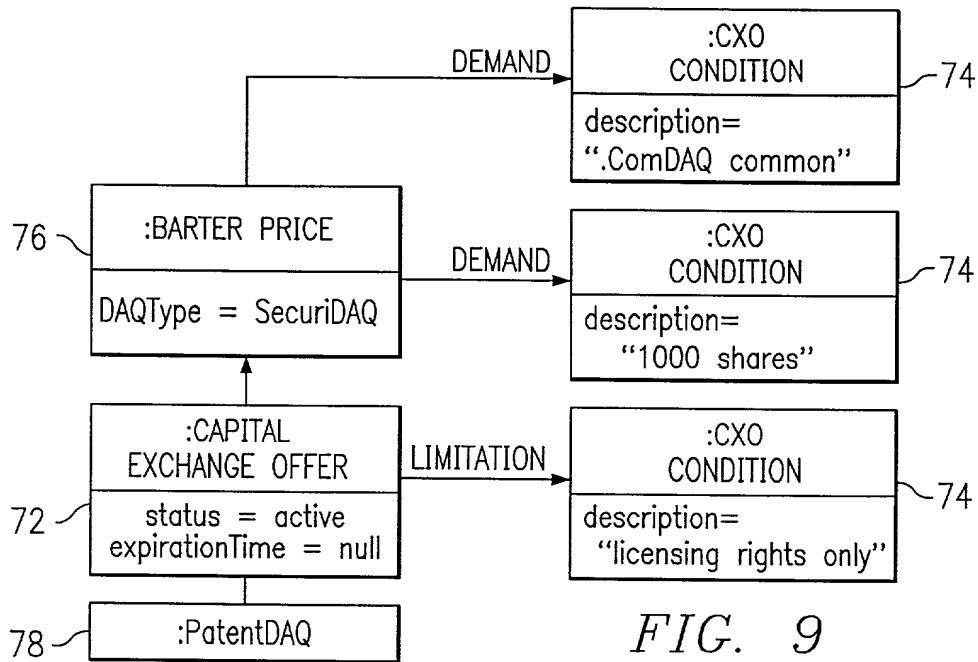 DEMAND
:CXO
CONDITION
74
description=
".ComDAQ common"
76
:BARTER PRICE
DAQType = SecuriDAQ
DEMAND
:CXO
CONDITION
74
description=
"1000 shares"
72
:CAPITAL
EXCHANGE OFFER
status = active
expirationTime = null
LIMITATION
:CXO
CONDITION
74
description=
"licensing rights only"
78
:PatentDAQ
FIG. 9